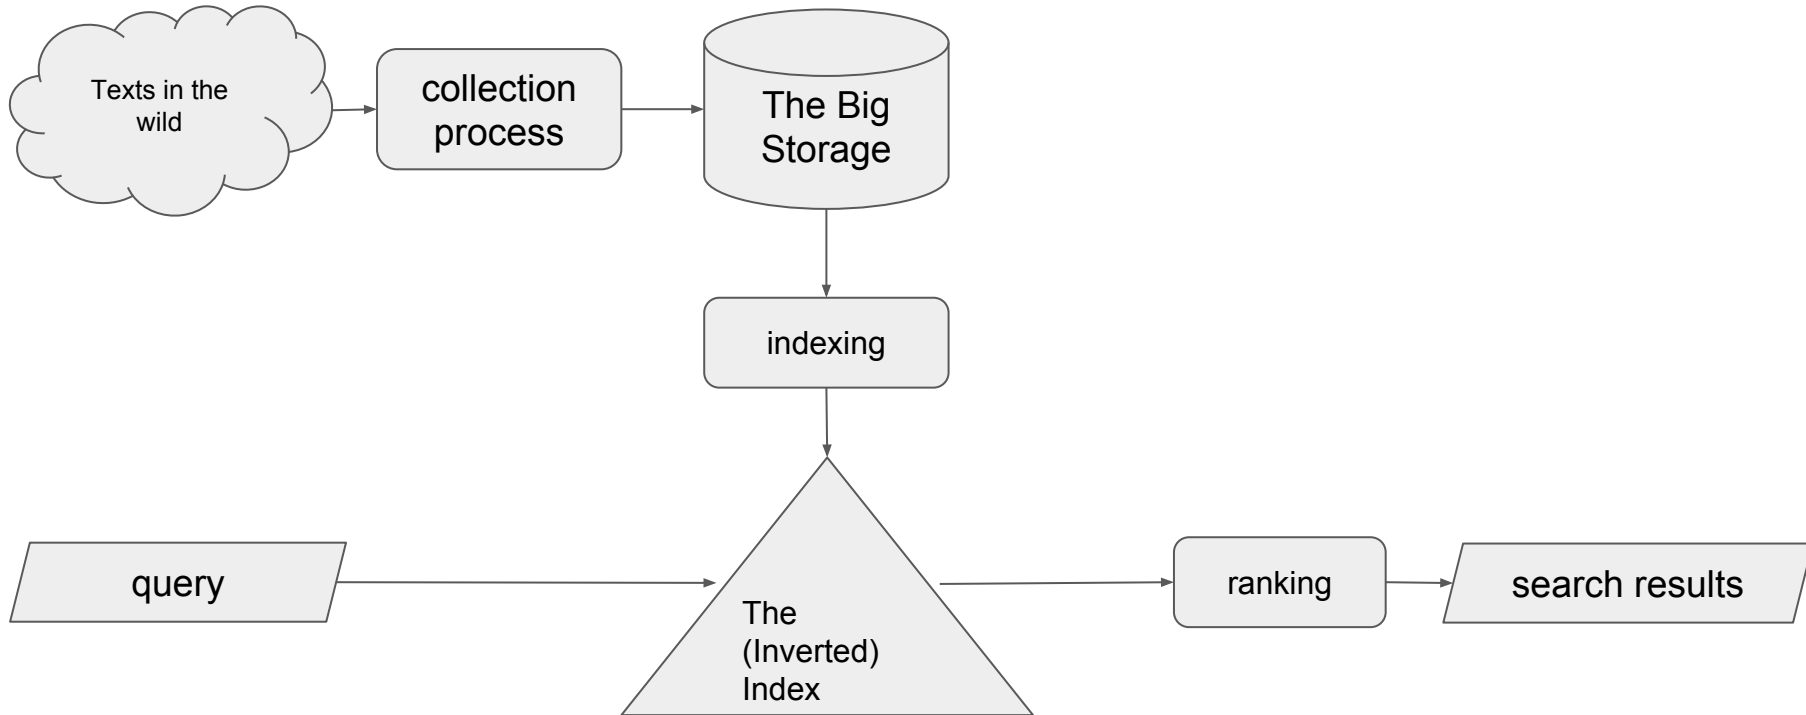 Texts in the
wild
collection
process
The Big
Storage
indexing
query
The
(Inverted)
Index
ranking
search results